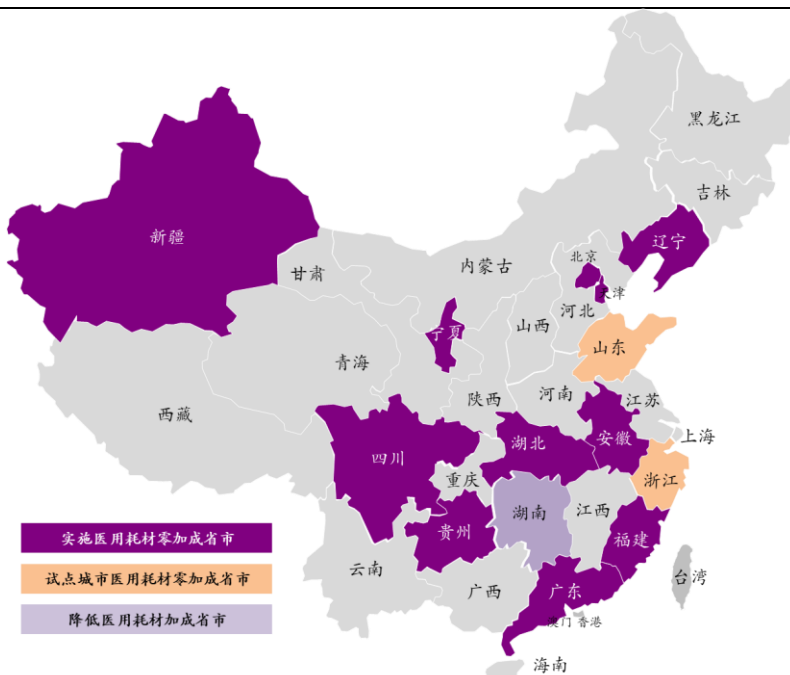 黑龙江
吉林
新疆
辽宁
北京
内蒙古
甘肃
天津
河北
山西
宁夏
山东
青海
陕西
河南
江苏
西藏
上海
湖北
安徽
四川
重庆
浙江
湖南
江西
贵州
福建
实施医用耗材零加成省市
云南
台湾
试点城市医用耗材零加成省市
广西
广东
降低医用耗材加成省市
澳门 香港
海南